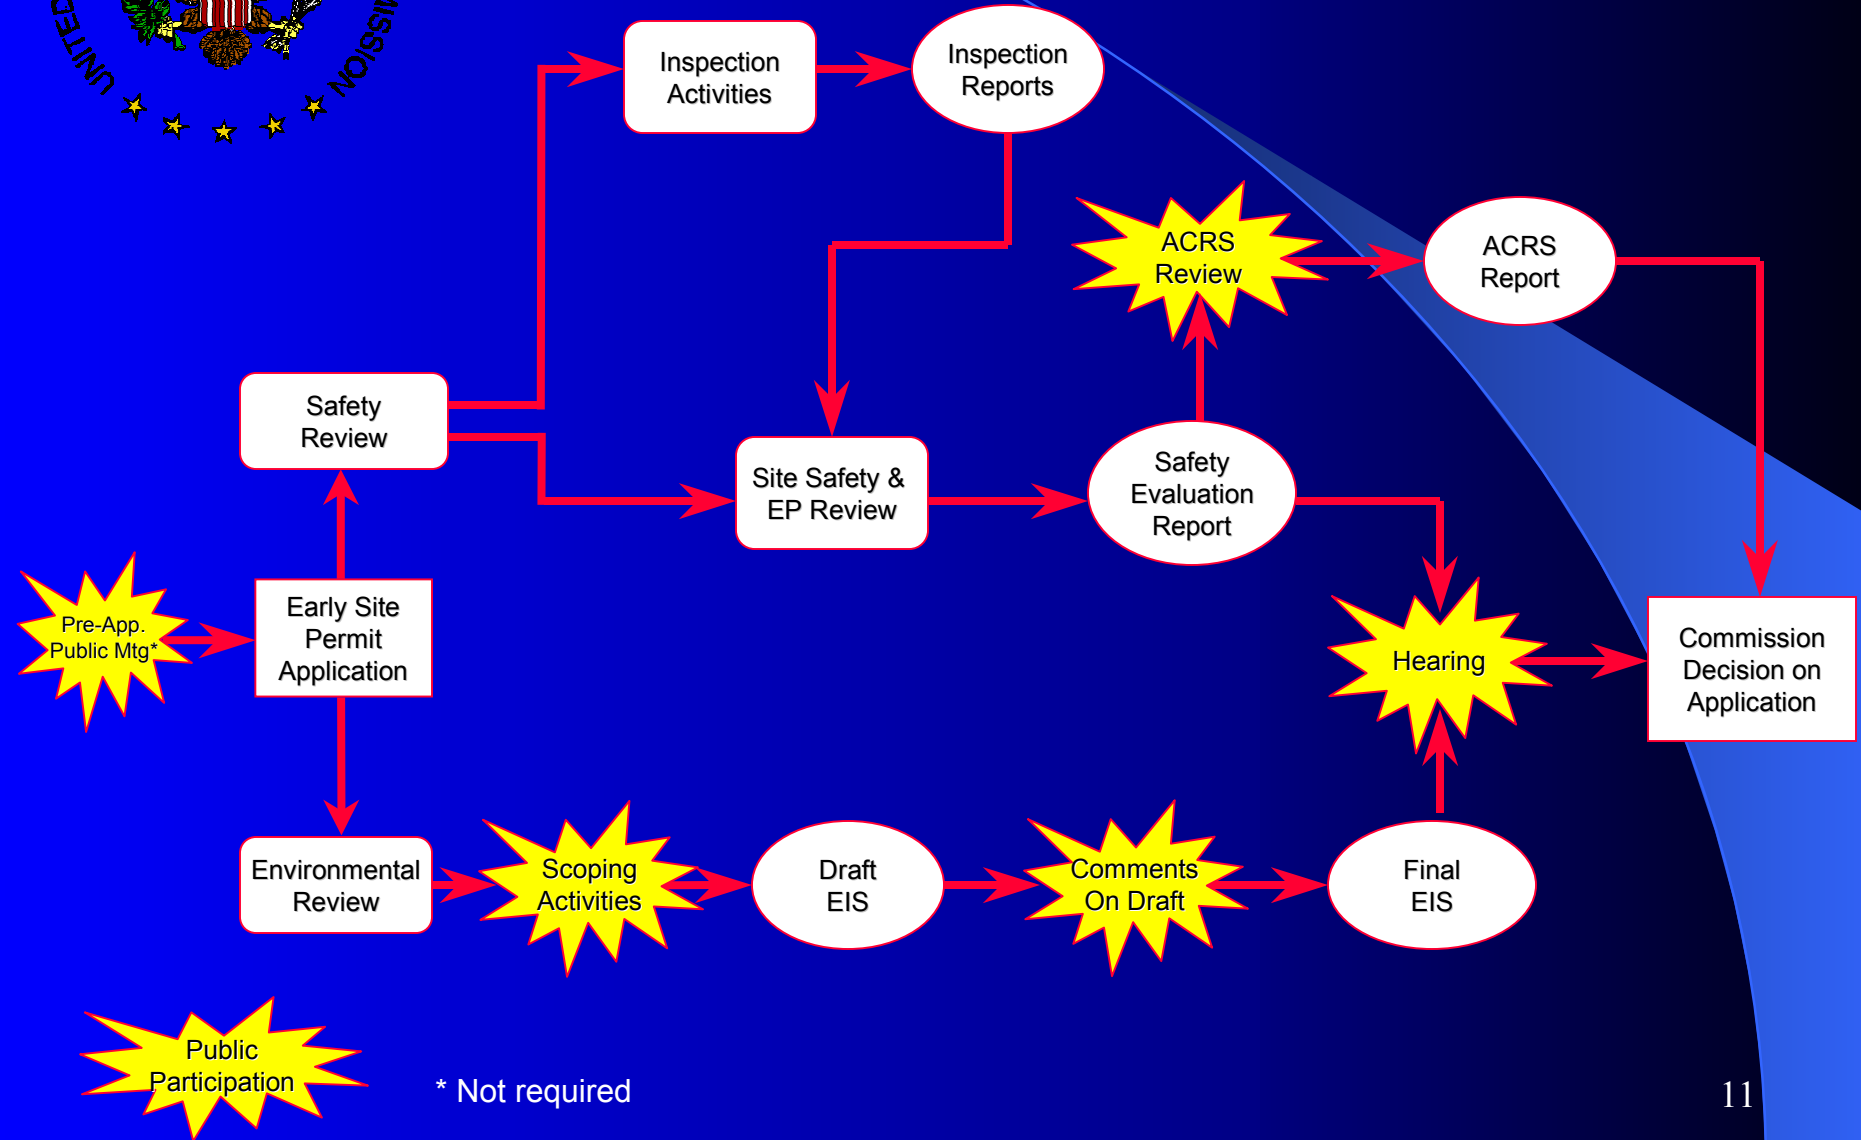 UNITED
MISSION
Inspection
Activities
Inspection
Reports
ACRS
Review
ACRS
Report
Safety
Review
Site Safety &
EP Review
Safety
Evaluation
Report
Pre-App.
Public Mtg*
Early Site
Permit
Application
Hearing
Commission
Decision on
Application
Environmental
Review
Scoping
Activities
Draft
EIS
Comments
On Draft
Final
EIS
Public
Participation
* Not required
11